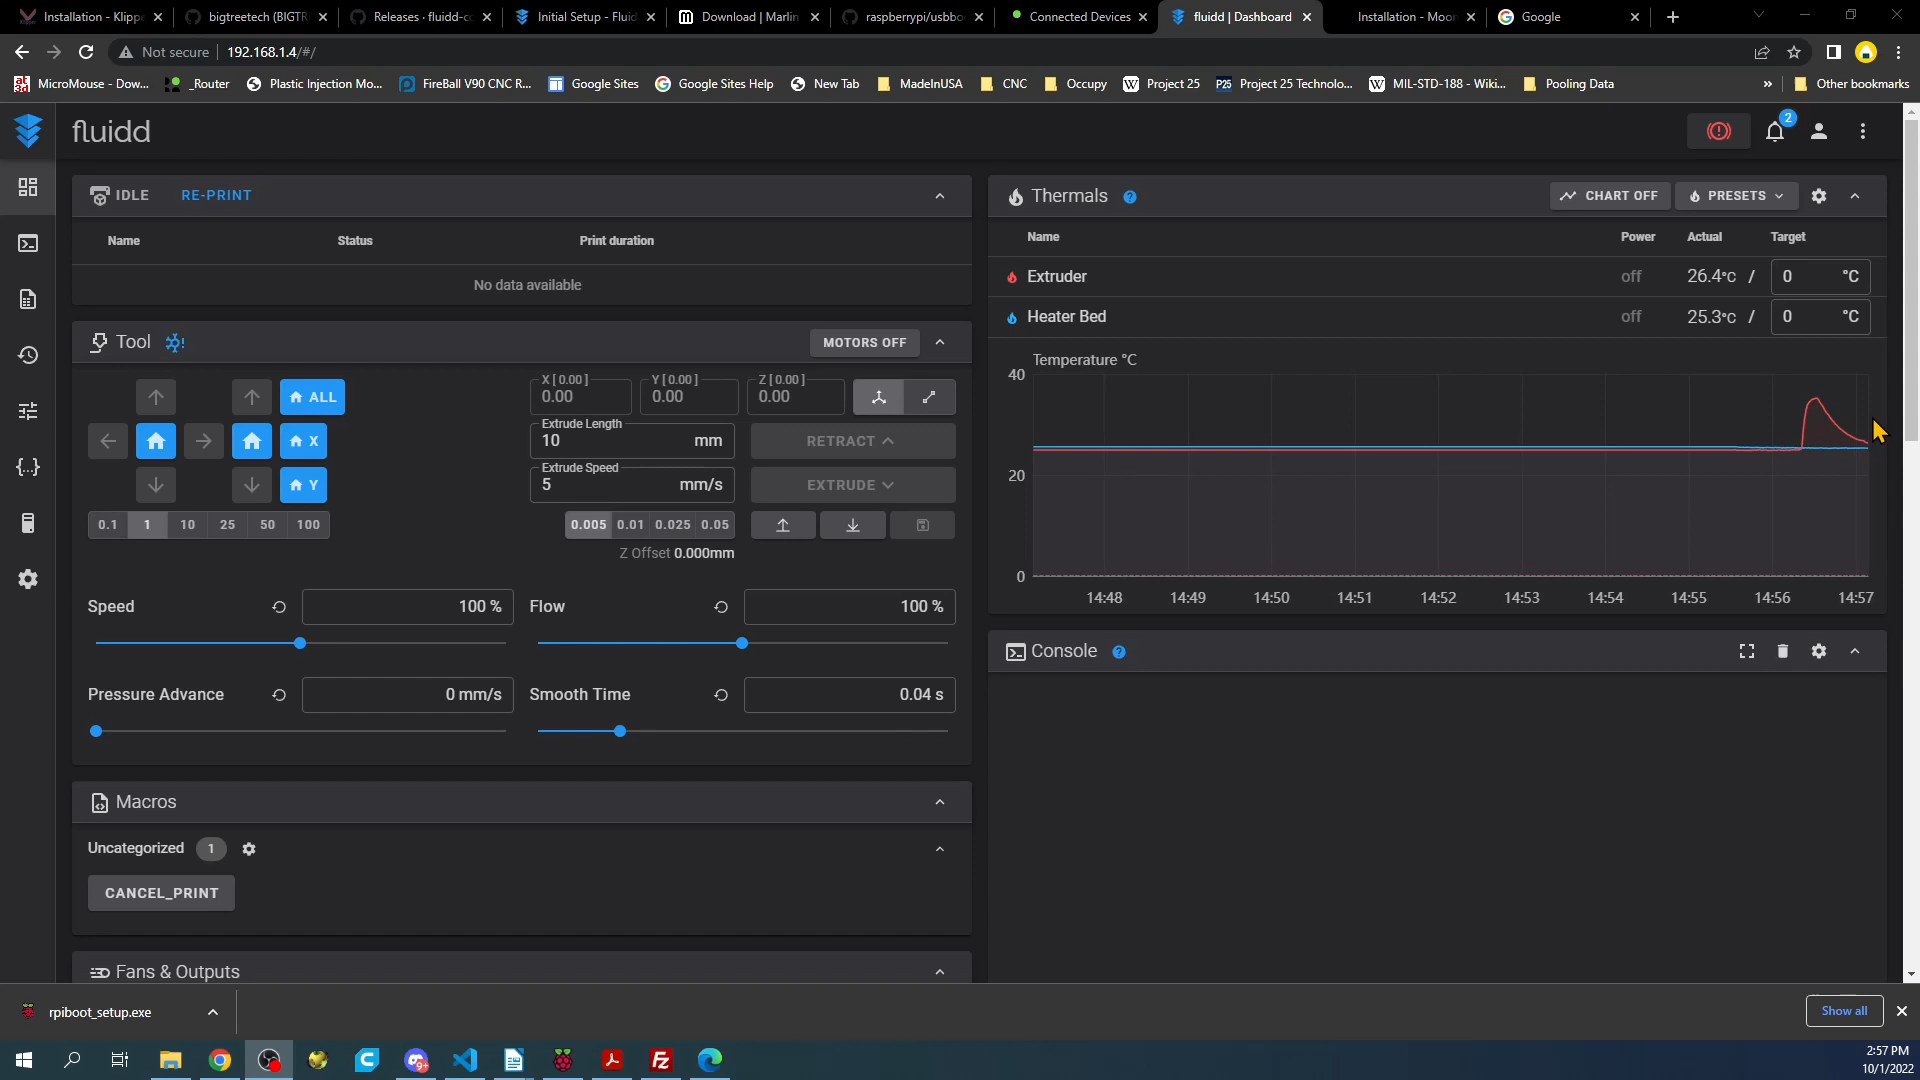 Installation - Klippe
bigtreetech (BIGTR
Releases · fluidd-co
Initial Setup - Fluid
Download | Marlin
raspberrypi/usbboo
Connected Devices
fluidd | Dashboard
Installation - Moon
Google
Not secure
192.168.1.4/#/
MicroMouse - Dow...
_Router
Plastic Injection Mo...
FireBall V90 CNC R...
Google Sites
Google Sites Help
New Tab
MadeInUSA
CNC
Occupy
Project 25
Project 25 Technolo...
MIL-STD-188 - Wiki...
Pooling Data
»
Other bookmarks
fluidd
2
IDLE
RE-PRINT
Name
Status
Print duration
No data available
Tool
MOTORS OFF
ALL
X
Y
0.1
1
10
25
50
100
X [ 0.00 ]
0.00
Y [ 0.00 ]
0.00
Z [ 0.00 ]
0.00
Extrude Length
10
mm
RETRACT
Extrude Speed
5
mm/s
EXTRUDE
0.005
0.01
0.025
0.05
Z Offset 0.000mm
Speed
100 %
Flow
100 %
Pressure Advance
0 mm/s
Smooth Time
0.04 s
Macros
Uncategorized
1
CANCEL_PRINT
Fans & Outputs
Thermals
CHART OFF
PRESETS
Name
Power
Actual
Target
Extruder
off
26.4°C /
0
°C
Heater Bed
off
25.3°C /
0
°C
Temperature °C
40
20
0
14:48
14:49
14:50
14:51
14:52
14:53
14:54
14:55
14:56
14:57
Console
rpiboot_setup.exe
Show all
2:57 PM
10/1/2022